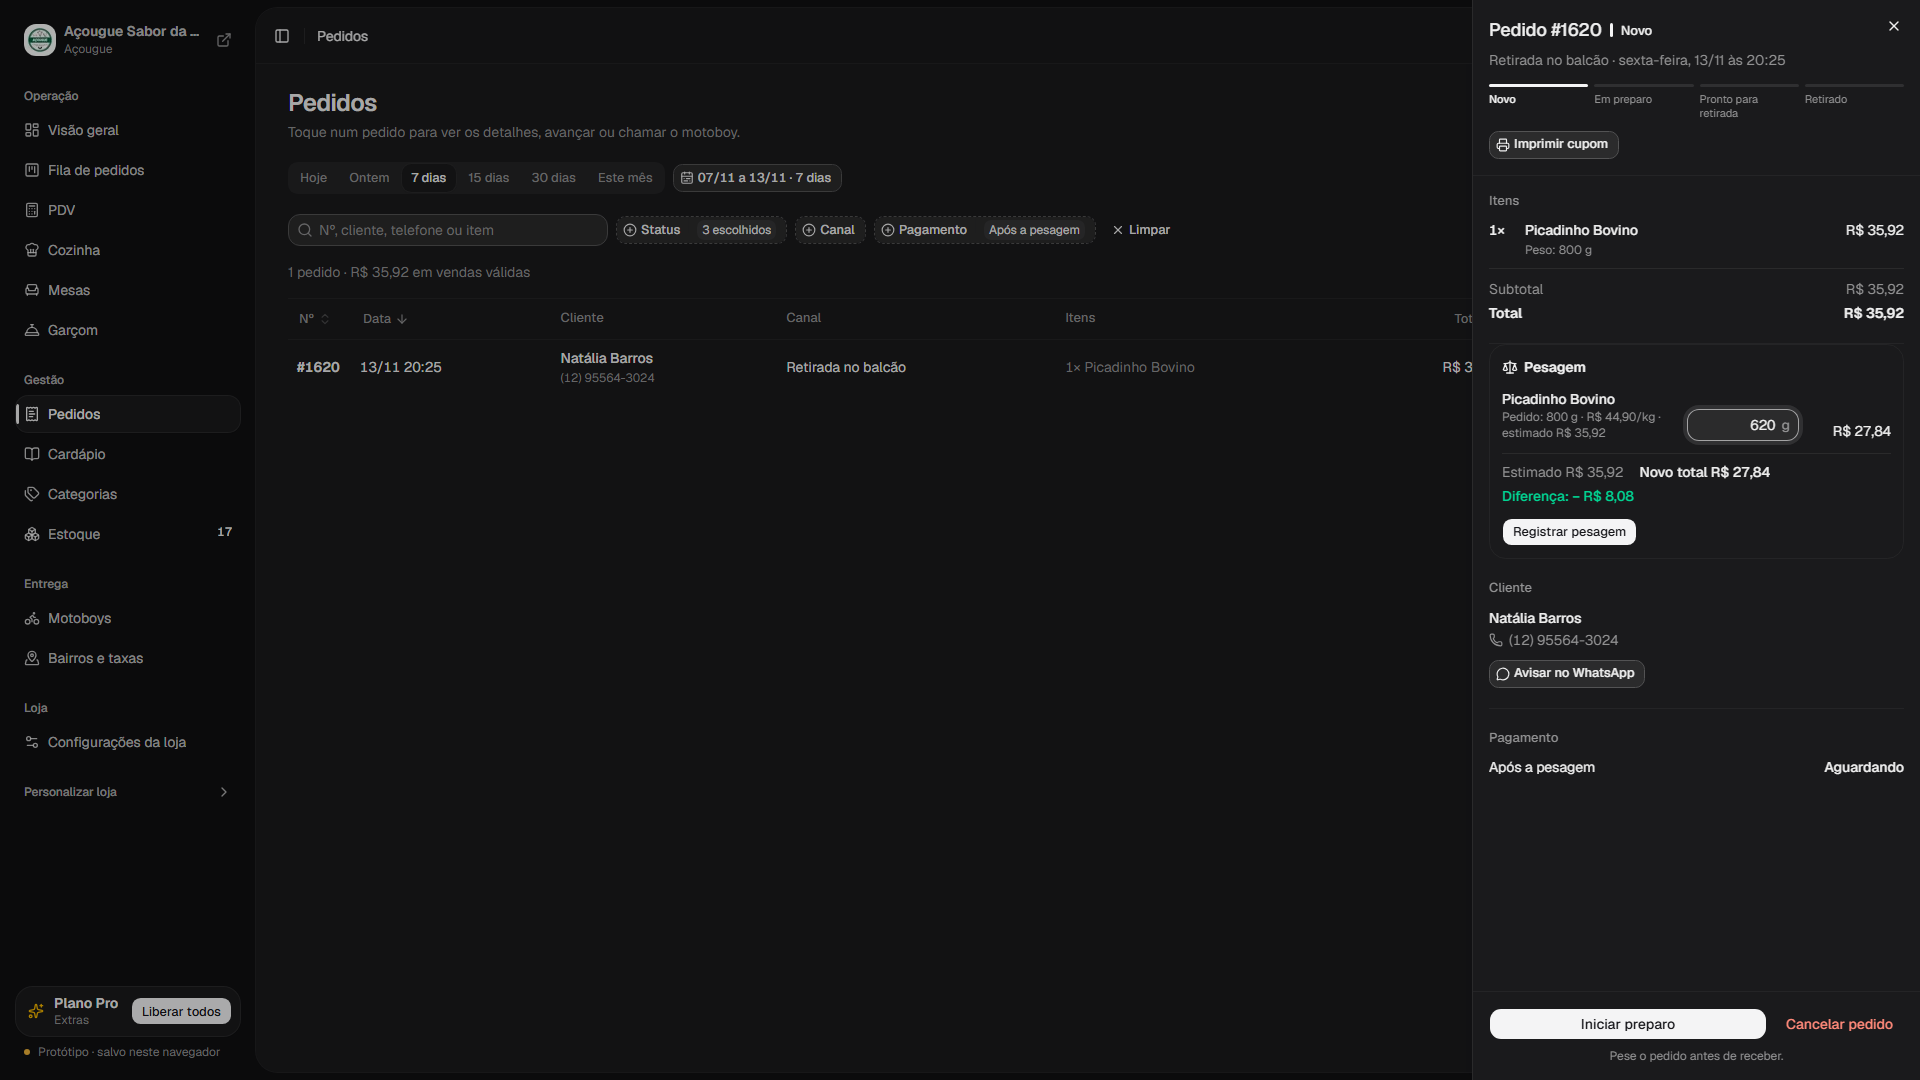 Açougue Sabor da ...
Açougue
Operação
Visão geral
Fila de pedidos
PDV
Cozinha
Mesas
Garçom
Gestão
Pedidos
Cardápio
Categorias
Estoque 17
Entrega
Motoboys
Bairros e taxas
Loja
Configurações da loja
Personalizar loja
Plano Pro
Extras
Liberar todos
Protótipo · salvo neste navegador
Pedidos
Pedidos
Toque num pedido para ver os detalhes, avançar ou chamar o motoboy.
Hoje Ontem 7 dias 15 dias 30 dias Este mês 07/11 a 13/11 · 7 dias
Nº, cliente, telefone ou item Status 3 escolhidos Canal Pagamento Após a pesagem Limpar
1 pedido · R$ 35,92 em vendas válidas
Nº Data Cliente Canal Itens Tot
#1620 13/11 20:25 Natália Barros Retirada no balcão 1× Picadinho Bovino R$ 3
(12) 95564-3024
Pedido #1620 Novo
Retirada no balcão · sexta-feira, 13/11 às 20:25
Novo Em preparo Pronto para retirada Retirado
Imprimir cupom
Itens
1× Picadinho Bovino R$ 35,92
Peso: 800 g
Subtotal R$ 35,92
Total R$ 35,92
Pesagem
Picadinho Bovino
Pedido: 800 g · R$ 44,90/kg ·
estimado R$ 35,92
620 g R$ 27,84
Estimado R$ 35,92 Novo total R$ 27,84
Diferença: − R$ 8,08
Registrar pesagem
Cliente
Natália Barros
(12) 95564-3024
Avisar no WhatsApp
Pagamento
Após a pesagem Aguardando
Iniciar preparo Cancelar pedido
Pese o pedido antes de receber.